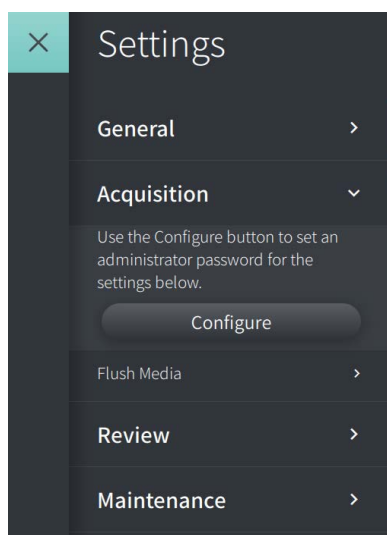 Settings
General
Acquisition
Use the Configure button to set an
administrator password for the
settings below.
Configure
Flush Media
Review
Maintenance